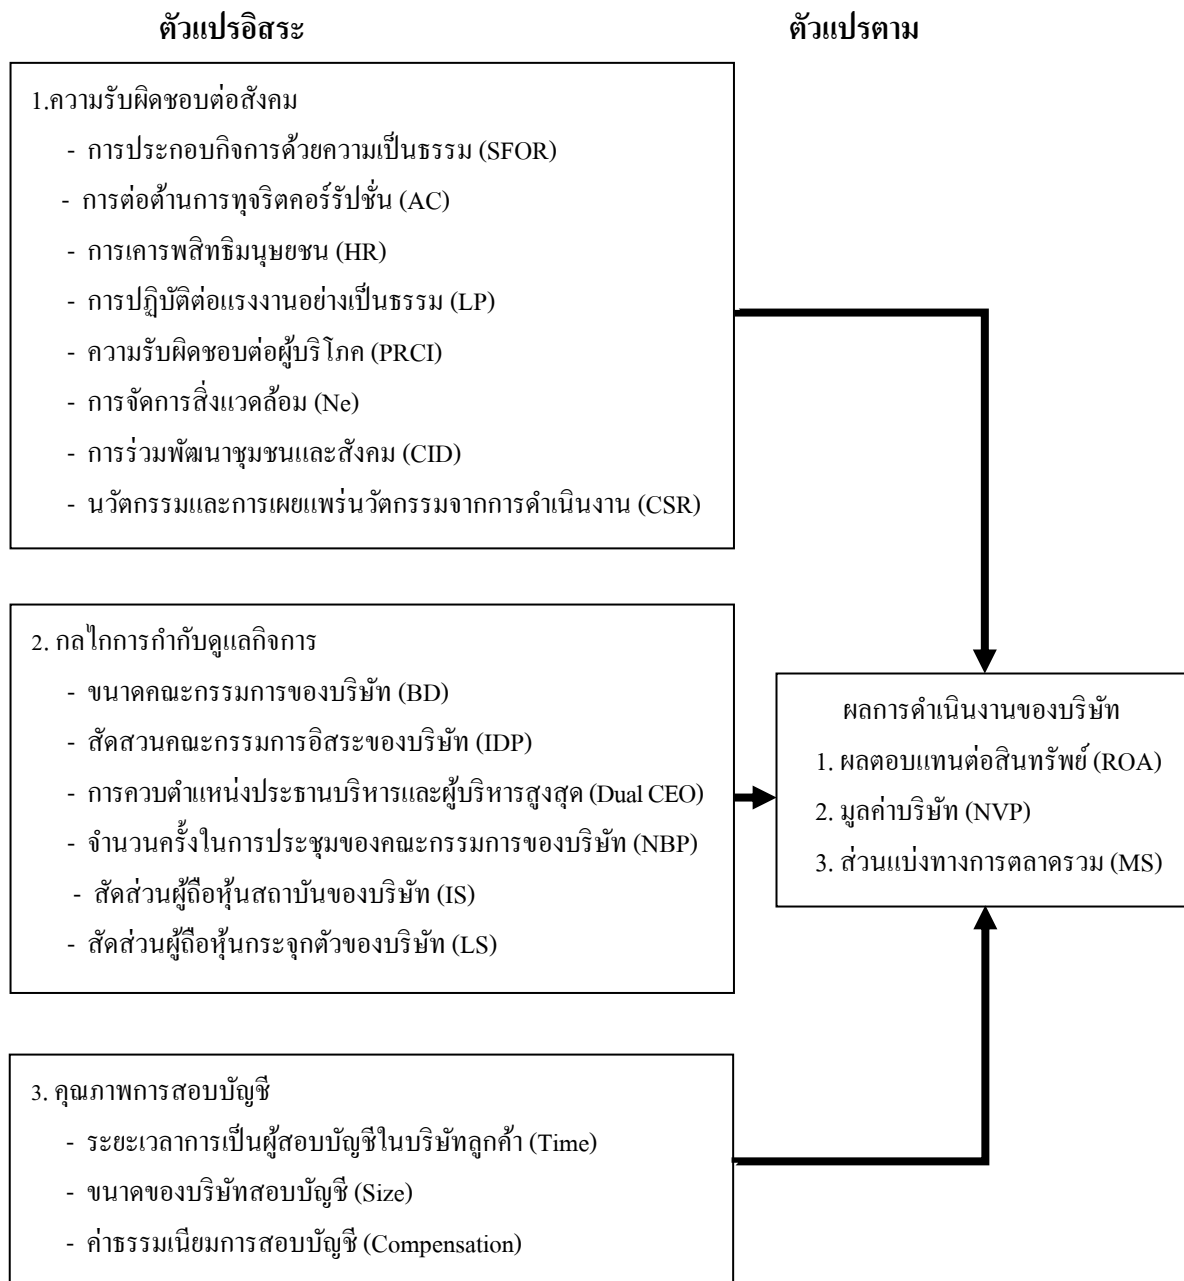 ตัวแปรอิสระ
ตัวแปรตาม
1.ความรับผิดชอบต่อสังคม
- การประกอบกิจการด้วยความเป็นธรรม (SFOR)
- การต่อต้านการทุจริตคอร์รัปชั่น (AC)
- การเคารพสิทธิมนุษยชน (HR)
- การปฏิบัติต่อแรงงานอย่างเป็นธรรม (LP)
- ความรับผิดชอบต่อผู้บริโภค (PRCI)
- การจัดการสิ่งแวดล้อม (Ne)
- การร่วมพัฒนาชุมชนและสังคม (CID)
- นวัตกรรมและการเผยแพร่นวัตกรรมจากการดำเนินงาน (CSR)
2. กลไกการกำกับดูแลกิจการ
- ขนาดคณะกรรมการของบริษัท (BD)
- สัดสวนคณะกรรมการอิสระของบริษัท (IDP)
- การควบตำแหน่งประธานบริหารและผู้บริหารสูงสุด (Dual CEO)
- จำนวนครั้งในการประชุมของคณะกรรมการของบริษัท (NBP)
- สัดส่วนผู้ถือหุ้นสถาบันของบริษัท (IS)
- สัดส่วนผู้ถือหุ้นกระจุกตัวของบริษัท (LS)
ผลการดำเนินงานของบริษัท
1. ผลตอบแทนต่อสินทรัพย์ (ROA)
2. มูลค่าบริษัท (NVP)
3. ส่วนแบ่งทางการตลาดรวม (MS)
3. คุณภาพการสอบบัญชี
- ระยะเวลาการเป็นผู้สอบบัญชีในบริษัทลูกค้า (Time)
- ขนาดของบริษัทสอบบัญชี (Size)
- ค่าธรรมเนียมการสอบบัญชี (Compensation)